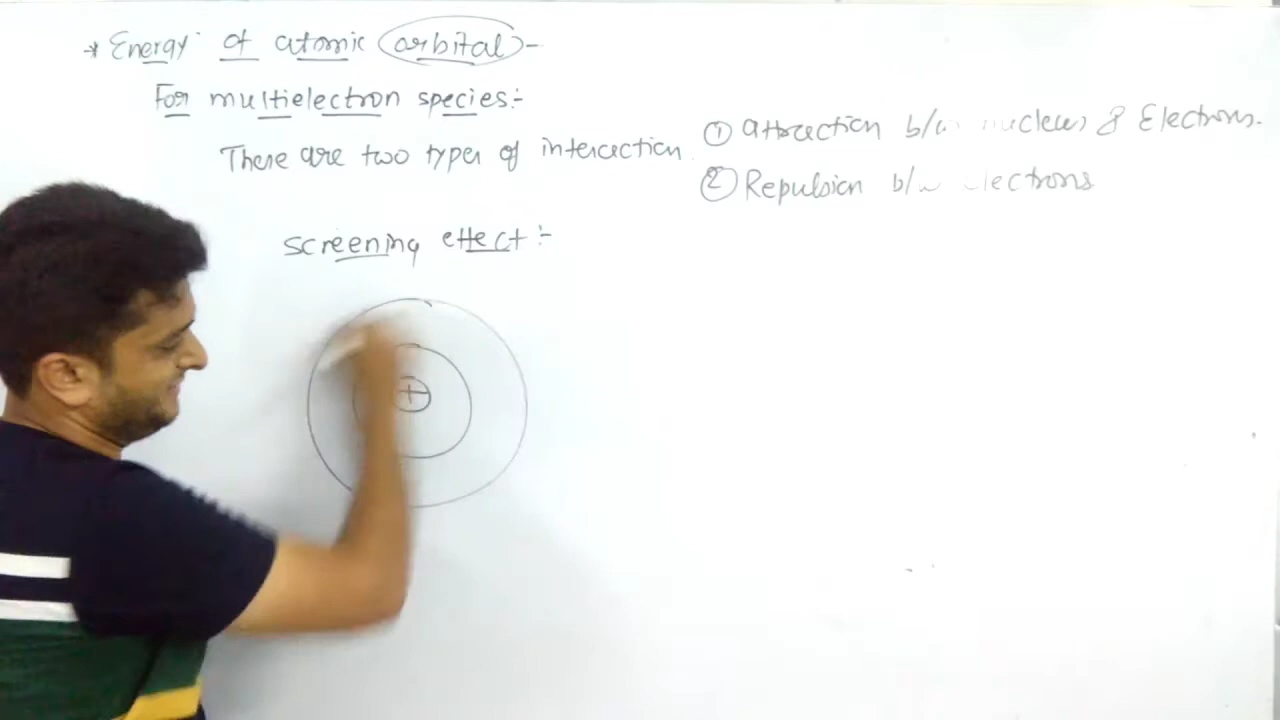 * Energy of atomic orbital -
For multielectron species:-
There are two types of interaction
① attraction b/w nucleus & Electrons.
② Repulsion b/w electrons
screening effect :-
+